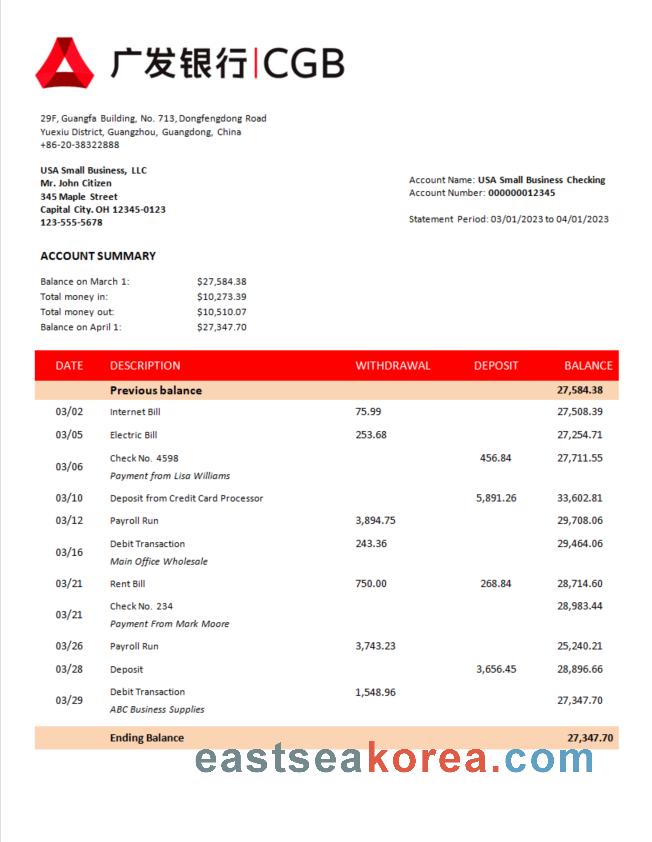 广发银行|CGB
29F, Guangfa Building, No. 713, Dongfengdong Road
Yuexiu District, Guangzhou, Guangdong, China
+86-20-38322888
USA Small Business, LLC
Mr. John Citizen
345 Maple Street
Capital City. OH 12345-0123
123-555-5678
Account Name: USA Small Business Checking
Account Number: 000000012345
Statement Period: 03/01/2023 to 04/01/2023
ACCOUNT SUMMARY
Balance on March 1: $27,584.38
Total money in: $10,273.39
Total money out: $10,510.07
Balance on April 1: $27,347.70
DATE DESCRIPTION WITHDRAWAL DEPOSIT BALANCE
Previous balance 27,584.38
03/02 Internet Bill 75.99 27,508.39
03/05 Electric Bill 253.68 27,254.71
03/06 Check No. 4598 456.84 27,711.55
Payment from Lisa Williams
03/10 Deposit from Credit Card Processor 5,891.26 33,602.81
03/12 Payroll Run 3,894.75 29,708.06
03/16 Debit Transaction 243.36 29,464.06
Main Office Wholesale
03/21 Rent Bill 750.00 268.84 28,714.60
03/21 Check No. 234 28,983.44
Payment From Mark Moore
03/26 Payroll Run 3,743.23 25,240.21
03/28 Deposit 3,656.45 28,896.66
03/29 Debit Transaction 1,548.96 27,347.70
ABC Business Supplies
Ending Balance 27,347.70
eastseakorea.com